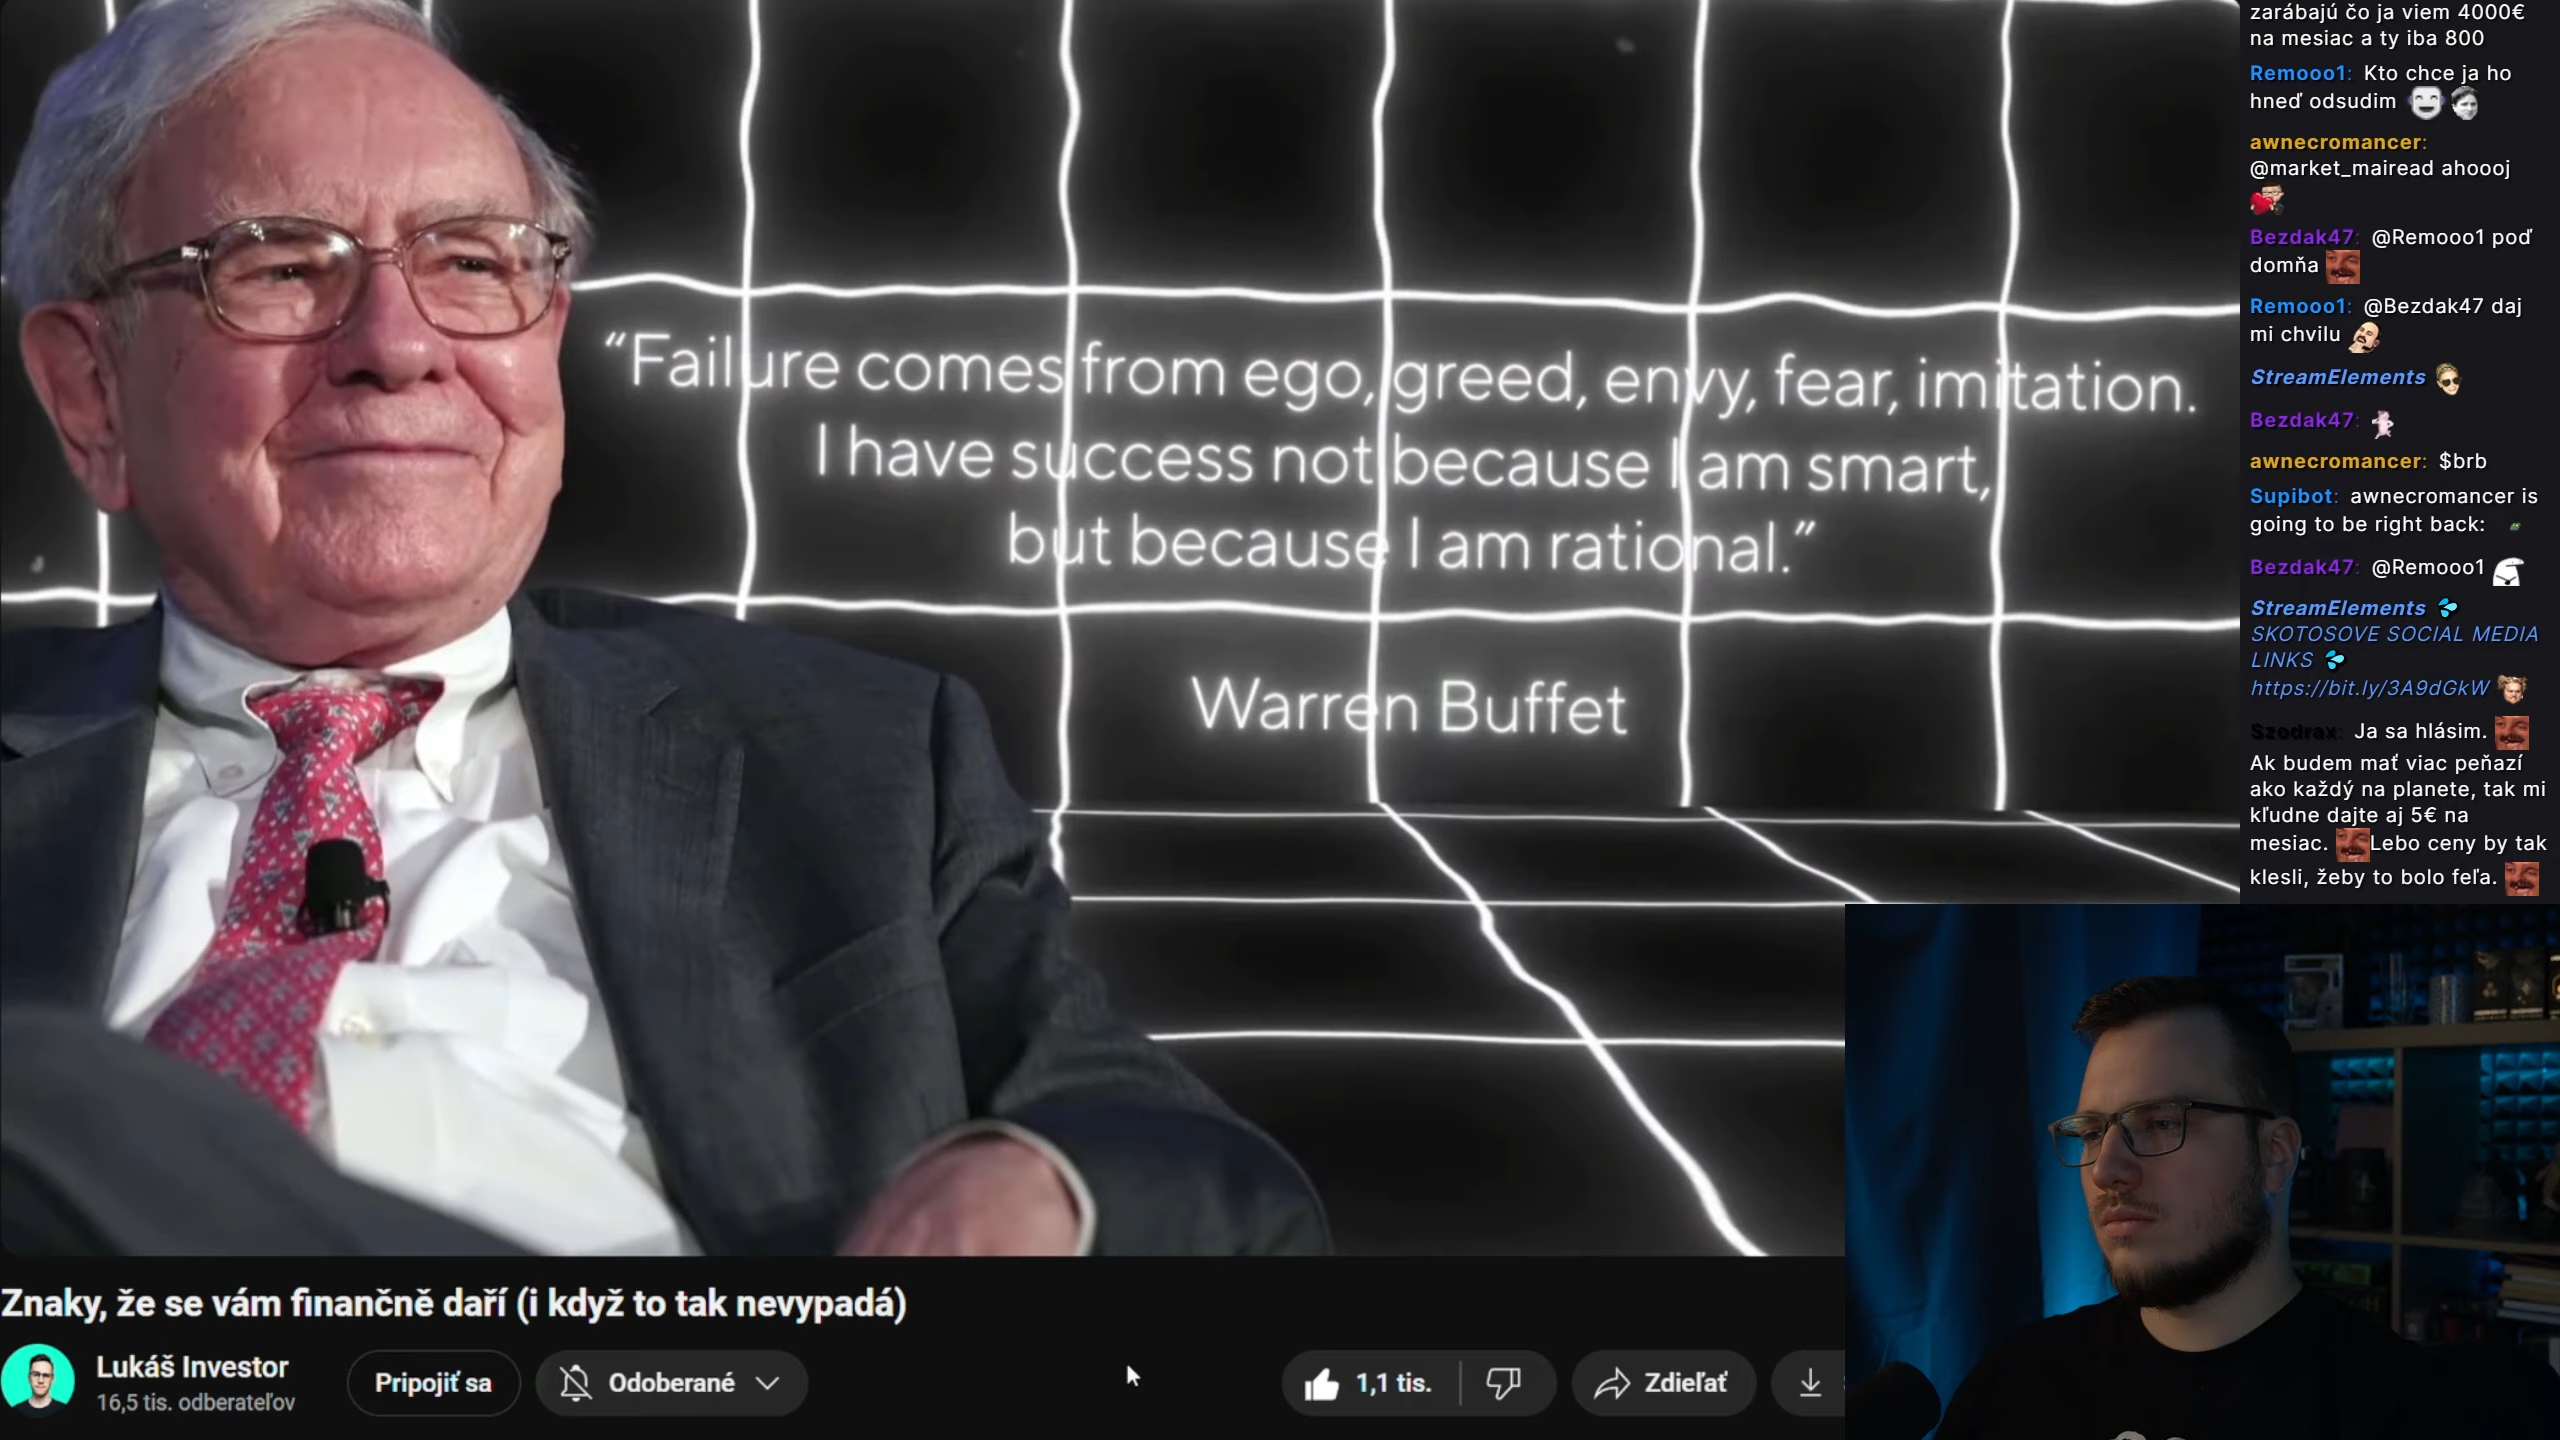 “Failure comes from ego, greed, envy, fear, imitation.
I have success not because I am smart,
but because I am rational.”
Warren Buffet
Znaky, že se vám finančně daří (i když to tak nevypadá)
Lukáš Investor
16,5 tis. odberateľov
Pripojiť sa
Odoberané
1,1 tis.
Zdieľať
zarábajú čo ja viem 4000€
na mesiac a ty iba 800
Remooo1: Kto chce ja ho
hneď odsudim
awnecromancer:
@market_mairead ahoooj
Bezdak47: @Remooo1 poď
domňa
Remooo1: @Bezdak47 daj
mi chvilu
StreamElements
Bezdak47:
awnecromancer: $brb
Supibot: awnecromancer is
going to be right back:
Bezdak47: @Remooo1
StreamElements
SKOTOSOVE SOCIAL MEDIA
LINKS
https://bit.ly/3A9dGkW
Szodrax: Ja sa hlásim.
Ak budem mať viac peňazí
ako každý na planete, tak mi
kľudne dajte aj 5€ na
mesiac. Lebo ceny by tak
klesli, žeby to bolo feľa.